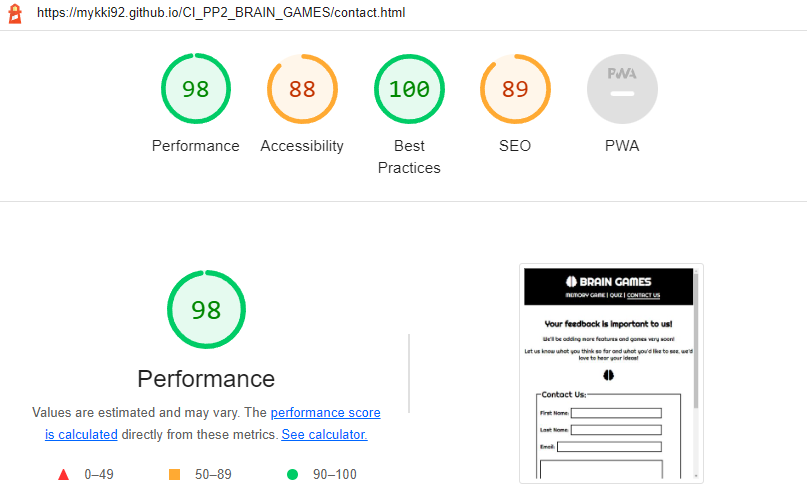 https://mykki92.github.io/CI_PP2_BRAIN_GAMES/contact.html
98
88
100
89
PWA
Performance
Accessibility
Best
Practices
SEO
PWA
98
Performance
Values are estimated and may vary. The performance score
is calculated directly from these metrics. See calculator.
0–49
50–89
90–100
BRAIN GAMES
MEMORY GAME | QUIZ | CONTACT US
Your feedback is important to us!
We'll be adding more features and games very soon!
Let us know what you think so far and what you'd like to see, we'd
love to hear your ideas!
Contact Us:
First Name:
Last Name:
Email: